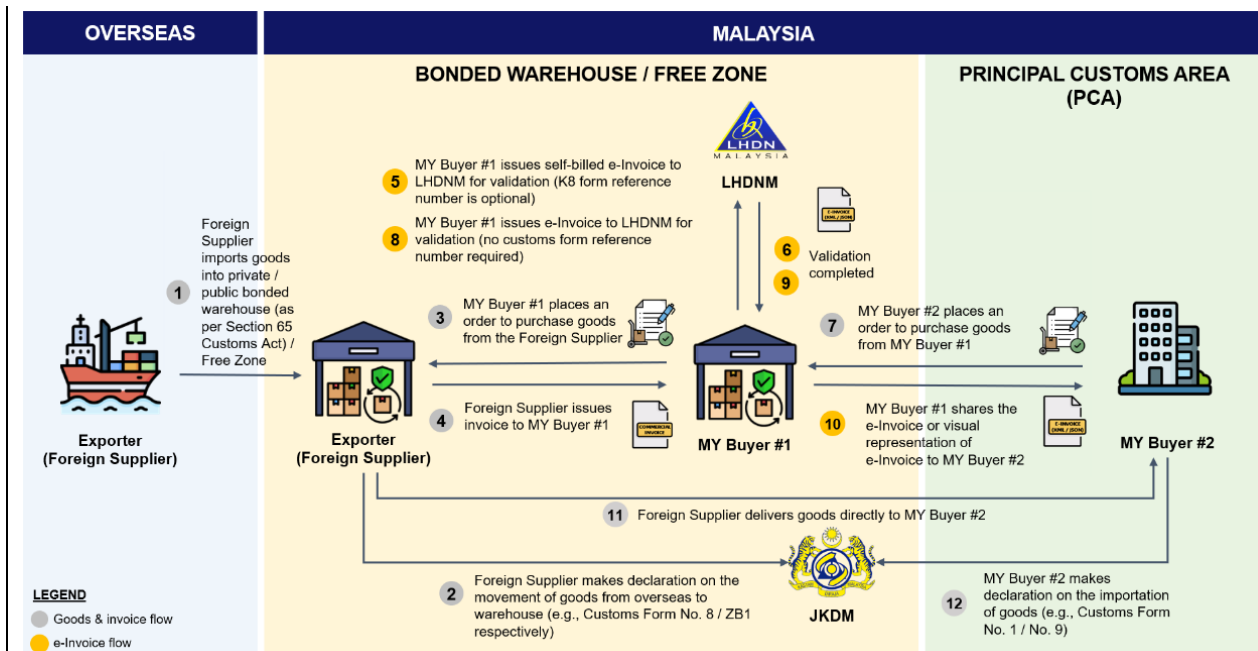 OVERSEAS
MALAYSIA
BONDED WAREHOUSE / FREE ZONE
PRINCIPAL CUSTOMS AREA
(PCA)
LHDN
MALAYSIA
LHDNM
5
MY Buyer #1 issues self-billed e-Invoice to
LHDNM for validation (K8 form reference
number is optional)
8
MY Buyer #1 issues e-Invoice to LHDNM for
validation (no customs form reference
number required)
E-INVOICE
(XML / JSON)
6
9
Validation
completed
1
Foreign
Supplier
imports goods
into private /
public bonded
warehouse (as
per Section 65
Customs Act) /
Free Zone
3
MY Buyer #1 places an
order to purchase goods
from the Foreign Supplier
7
MY Buyer #2 places an
order to purchase goods
from MY Buyer #1
4
Foreign Supplier issues
invoice to MY Buyer #1
COMMERCIAL
INVOICE
10
MY Buyer #1 shares the
e-Invoice or visual
representation of
e-Invoice to MY Buyer #2
E-INVOICE
(XML / JSON)
Exporter
(Foreign Supplier)
Exporter
(Foreign Supplier)
MY Buyer #1
MY Buyer #2
11
Foreign Supplier delivers goods directly to MY Buyer #2
2
Foreign Supplier makes declaration on the
movement of goods from overseas to
warehouse (e.g., Customs Form No. 8 / ZB1
respectively)
JKDM
12
MY Buyer #2 makes
declaration on the importation
of goods (e.g., Customs Form
No. 1 / No. 9)
LEGEND
Goods & invoice flow
e-Invoice flow